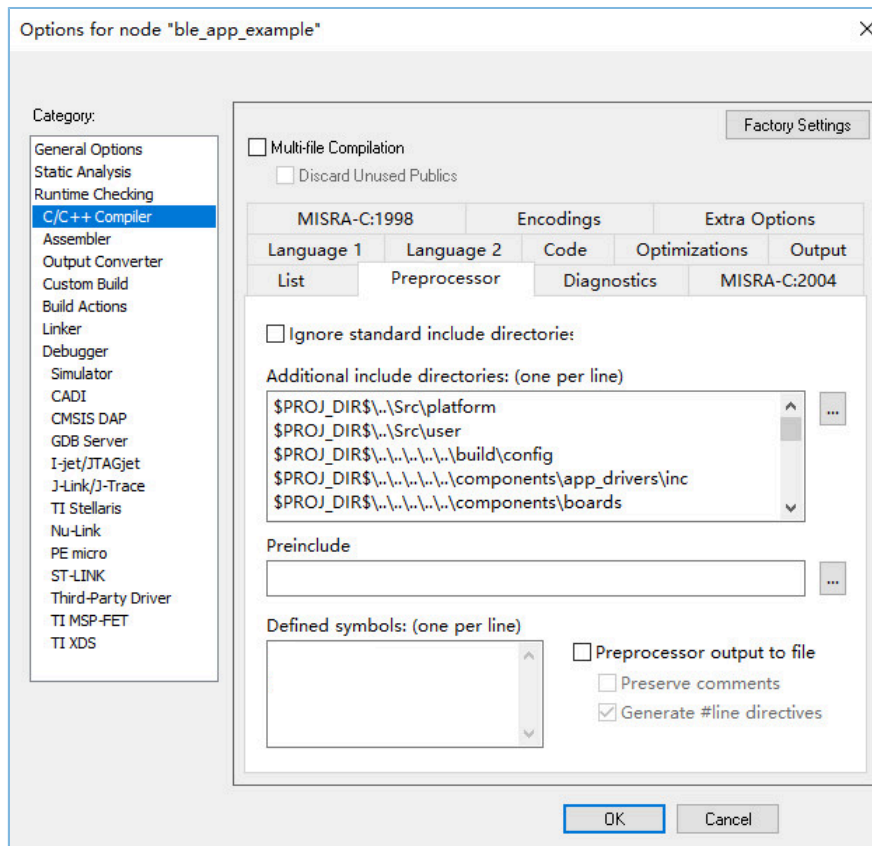 Options for node "ble_app_example"
Category:
General Options
Static Analysis
Runtime Checking
C/C++ Compiler
Assembler
Output Converter
Custom Build
Build Actions
Linker
Debugger
Simulator
CADI
CMSIS DAP
GDB Server
I-jet/JTAGjet
J-Link/J-Trace
TI Stellaris
Nu-Link
PE micro
ST-LINK
Third-Party Driver
TI MSP-FET
TI XDS
Factory Settings
Multi-file Compilation
Discard Unused Publics
MISRA-C:1998 Encodings Extra Options
Language 1 Language 2 Code Optimizations Output
List Preprocessor Diagnostics MISRA-C:2004
Ignore standard include directories
Additional include directories: (one per line)
$PROJ_DIR$\..\Src\platform
$PROJ_DIR$\..\Src\user
$PROJ_DIR$\..\..\..\..\..\build\config
$PROJ_DIR$\..\..\..\..\..\components\app_drivers\inc
$PROJ_DIR$\..\..\..\..\..\components\boards
...
Preinclude
...
Defined symbols: (one per line)
Preprocessor output to file
Preserve comments
Generate #line directives
OK Cancel